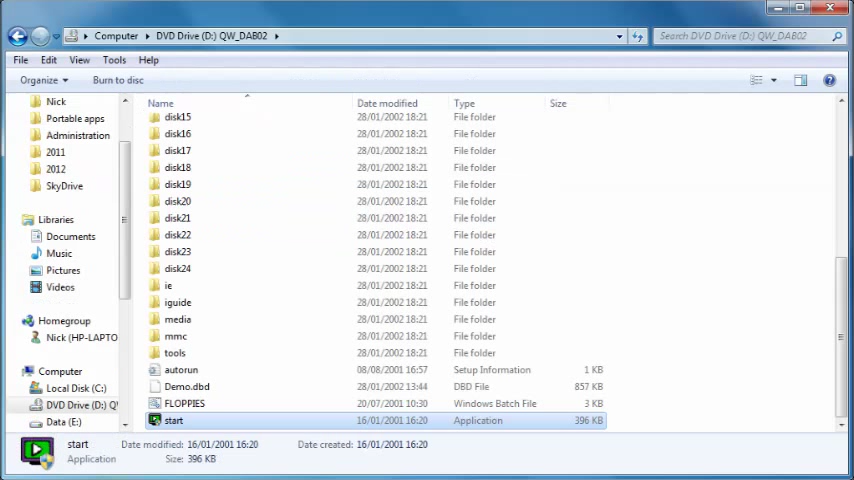 Computer DVD Drive (D:) QW_DAB02 Search DVD Drive (D:) QW_DAB02
File Edit View Tools Help
Organize Burn to disc
Nick
Portable apps
Administration
2011
2012
SkyDrive
Libraries
Documents
Music
Pictures
Videos
Homegroup
Nick (HP-LAPTO
Computer
Local Disk (C:)
DVD Drive (D:) QV
Data (E:)
Name Date modified Type Size
disk15 28/01/2002 18:21 File folder
disk16 28/01/2002 18:21 File folder
disk17 28/01/2002 18:21 File folder
disk18 28/01/2002 18:21 File folder
disk19 28/01/2002 18:21 File folder
disk20 28/01/2002 18:21 File folder
disk21 28/01/2002 18:21 File folder
disk22 28/01/2002 18:21 File folder
disk23 28/01/2002 18:21 File folder
disk24 28/01/2002 18:21 File folder
ie 28/01/2002 18:21 File folder
iguide 28/01/2002 18:21 File folder
media 28/01/2002 18:21 File folder
mmc 28/01/2002 18:21 File folder
tools 28/01/2002 18:21 File folder
autorun 08/08/2001 16:57 Setup Information 1 KB
Demo.dbd 28/01/2002 13:44 DBD File 857 KB
FLOPPIES 20/07/2001 10:30 Windows Batch File 3 KB
start 16/01/2001 16:20 Application 396 KB
start Date modified: 16/01/2001 16:20 Date created: 16/01/2001 16:20
Application Size: 396 KB